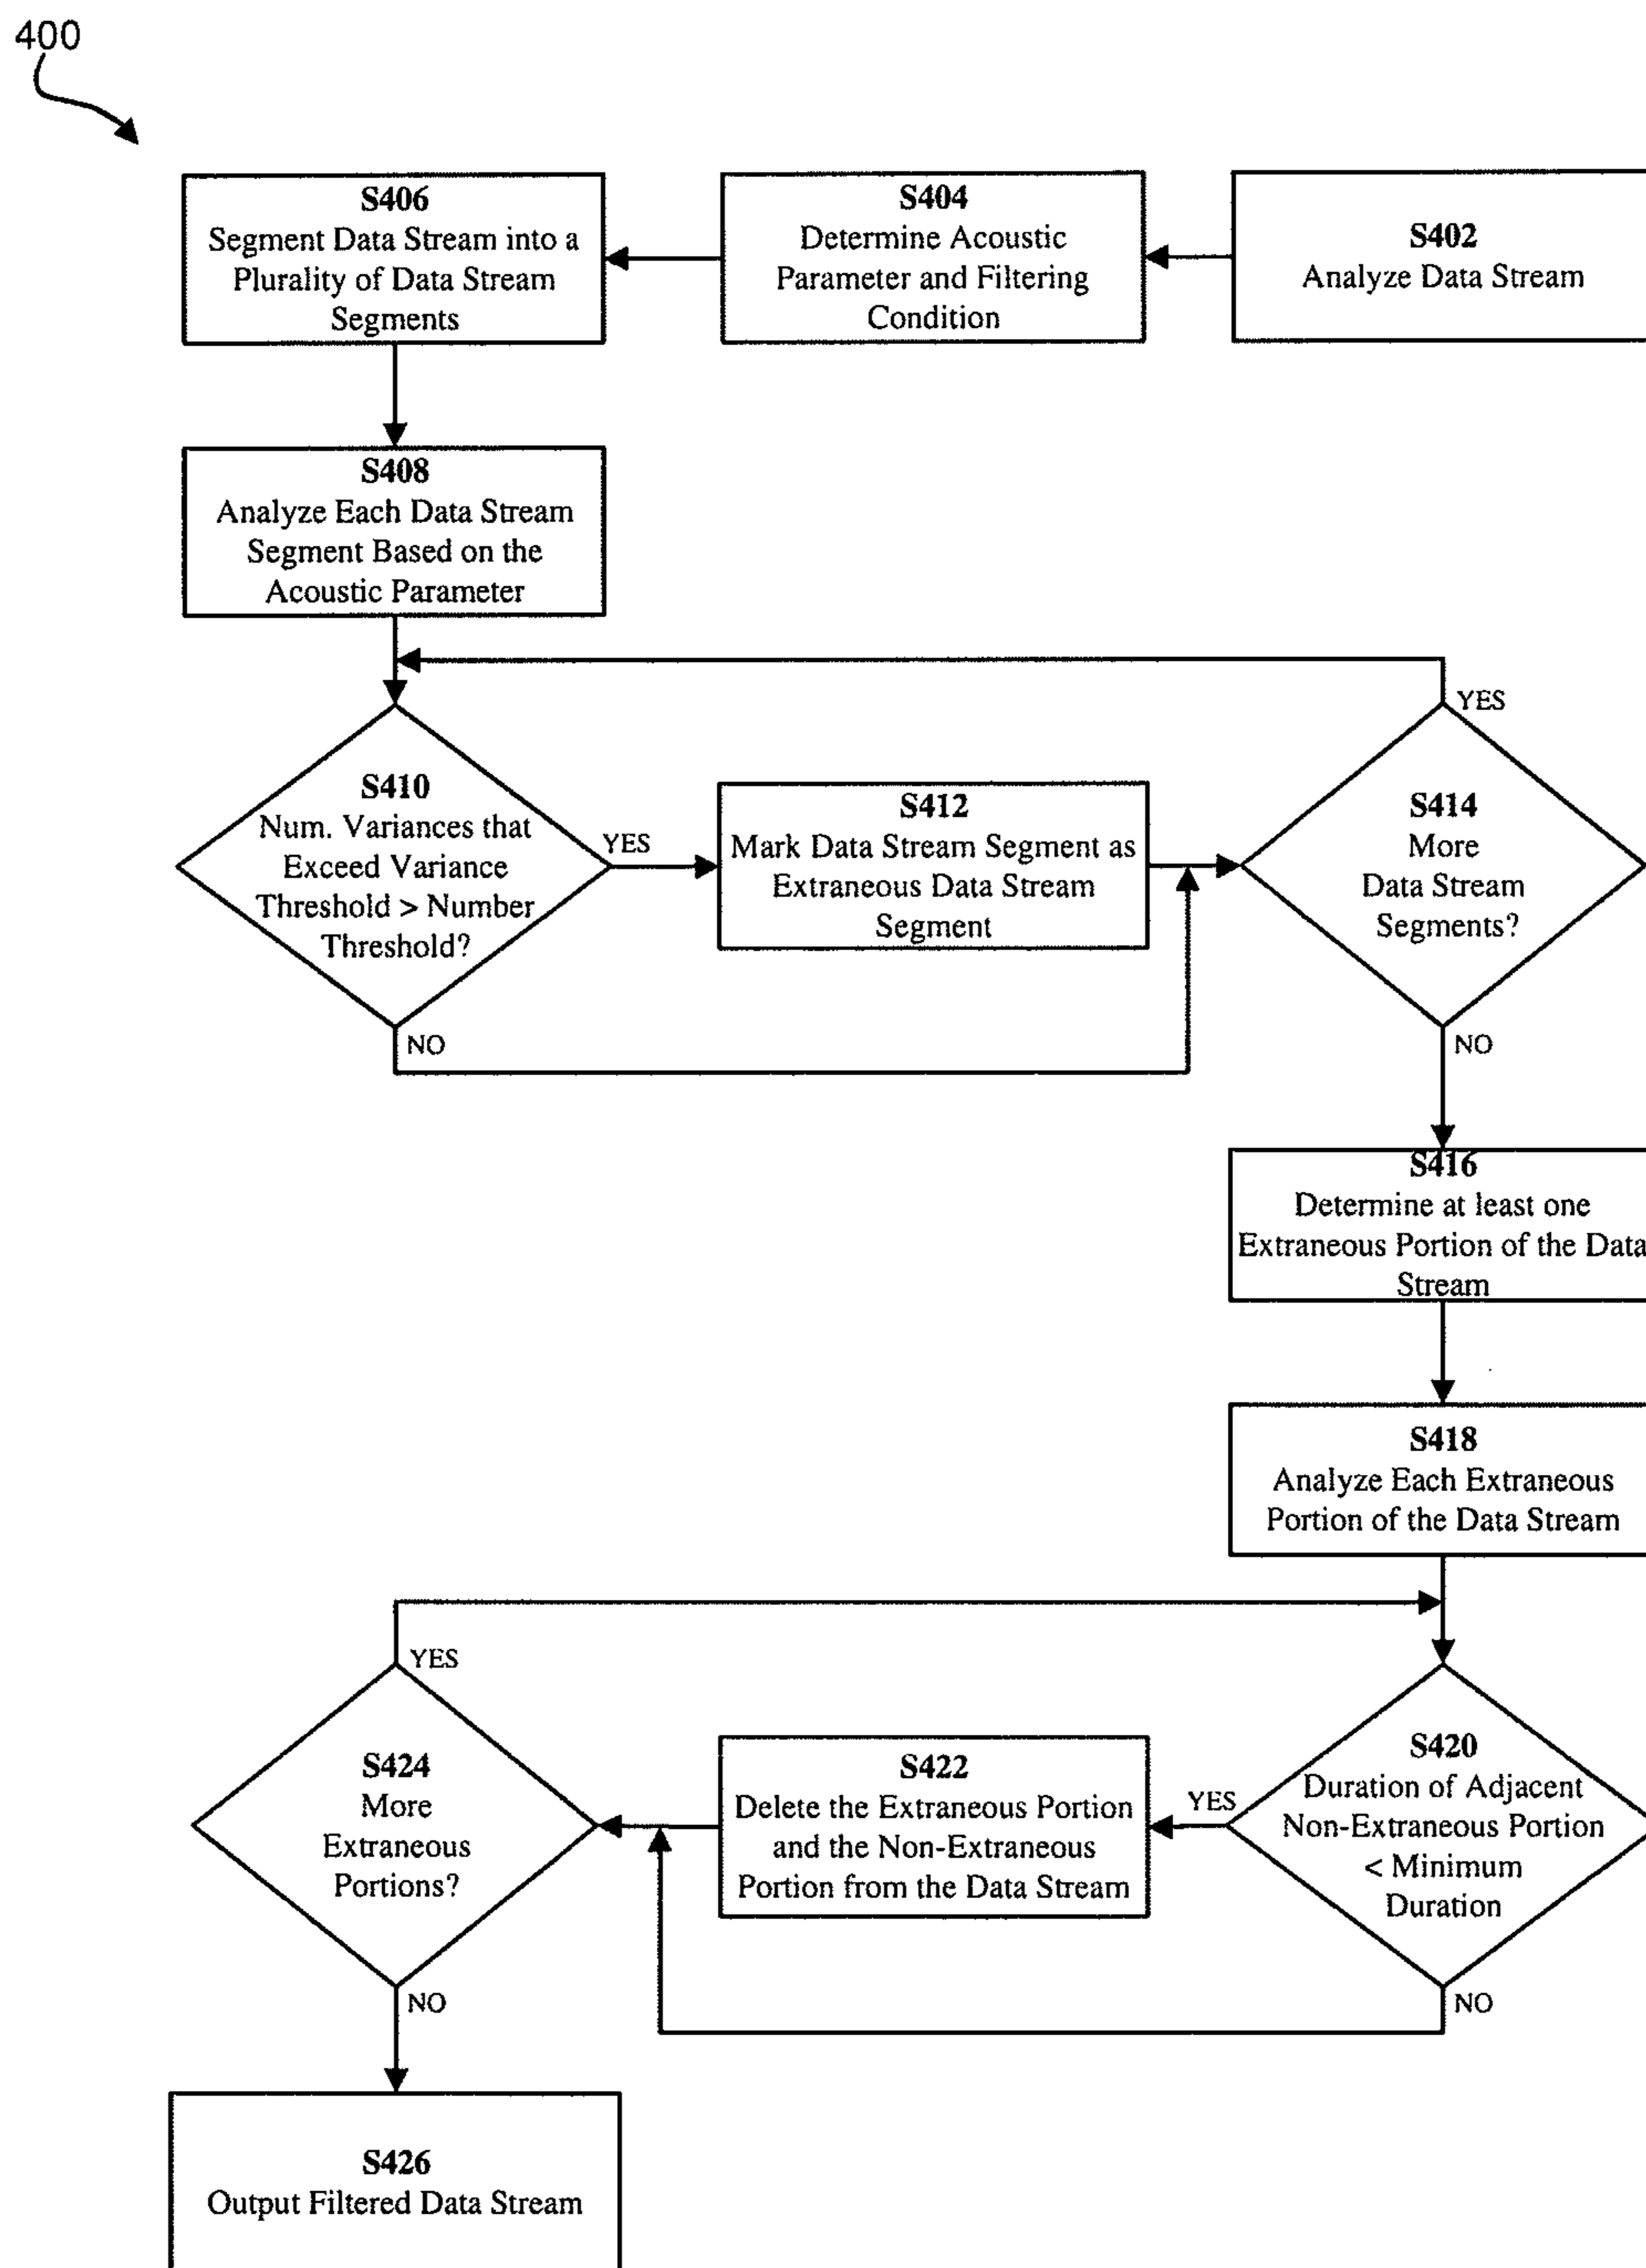 400
S402
Analyze Data Stream
S404
Determine Acoustic
Parameter and Filtering
Condition
S406
Segment Data Stream into a
Plurality of Data Stream
Segments
S408
Analyze Each Data Stream
Segment Based on the
Acoustic Parameter
S410
Num. Variances that
Exceed Variance
Threshold > Number
Threshold?
YES
NO
S412
Mark Data Stream Segment as
Extraneous Data Stream
Segment
S414
More
Data Stream
Segments?
YES
NO
S416
Determine at least one
Extraneous Portion of the Data
Stream
S418
Analyze Each Extraneous
Portion of the Data Stream
S420
Duration of Adjacent
Non-Extraneous Portion
< Minimum
Duration
YES
NO
S422
Delete the Extraneous Portion
and the Non-Extraneous
Portion from the Data Stream
S424
More
Extraneous
Portions?
YES
NO
S426
Output Filtered Data Stream